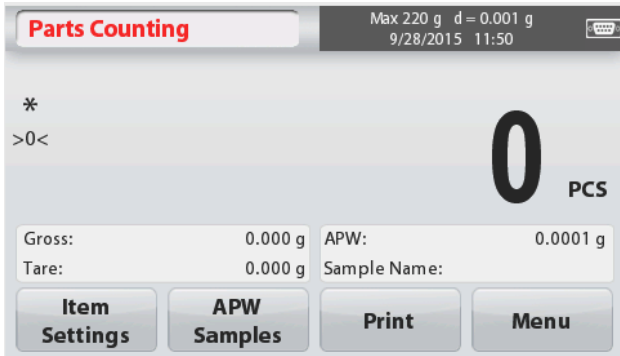 Parts Counting
Max 220 g d = 0.001 g
9/28/2015 11:50
*
>0<
0 PCS
Gross: 0.000 g APW: 0.0001 g
Tare: 0.000 g Sample Name:
Item Settings
APW Samples
Print
Menu